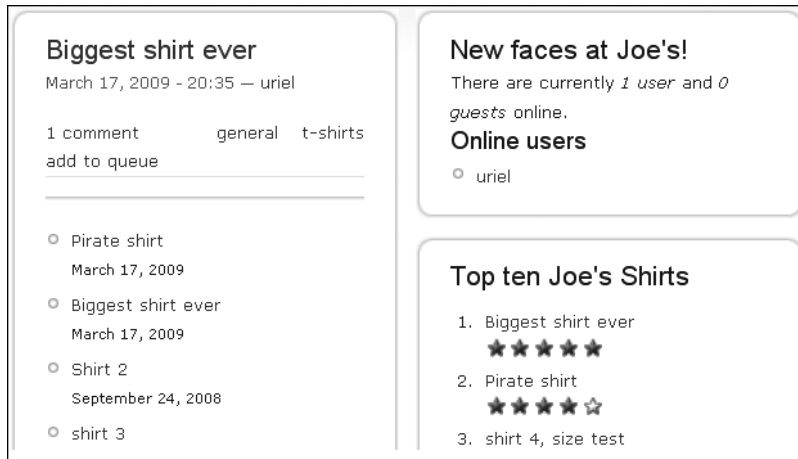 Biggest shirt ever
March 17, 2009 - 20:35 — uriel
1 comment general t-shirts
add to queue
Pirate shirt
March 17, 2009
Biggest shirt ever
March 17, 2009
Shirt 2
September 24, 2008
shirt 3
New faces at Joe's!
There are currently 1 user and 0
guests online.
Online users
uriel
Top ten Joe's Shirts
1. Biggest shirt ever
2. Pirate shirt
3. shirt 4, size test